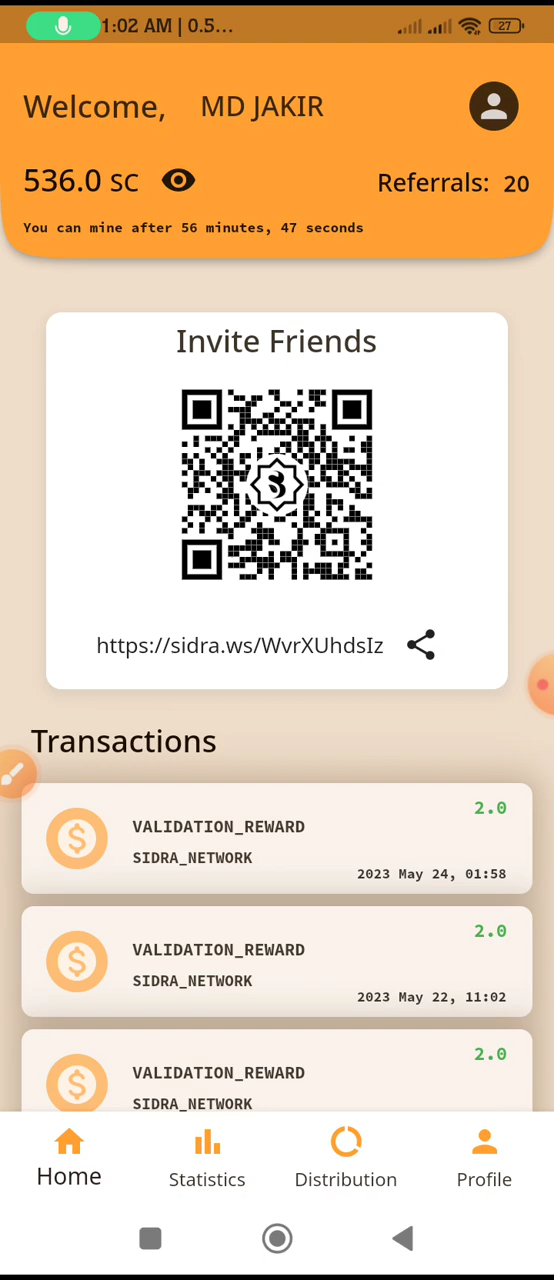 1:02 AM | 0.5...
27
Welcome, MD JAKIR
536.0 SC
Referrals: 20
You can mine after 56 minutes, 47 seconds
Invite Friends
https://sidra.ws/WvrXUhdsIz
Transactions
2.0
VALIDATION_REWARD
SIDRA_NETWORK
2023 May 24, 01:58
2.0
VALIDATION_REWARD
SIDRA_NETWORK
2023 May 22, 11:02
2.0
VALIDATION_REWARD
SIDRA_NETWORK
Home
Statistics
Distribution
Profile